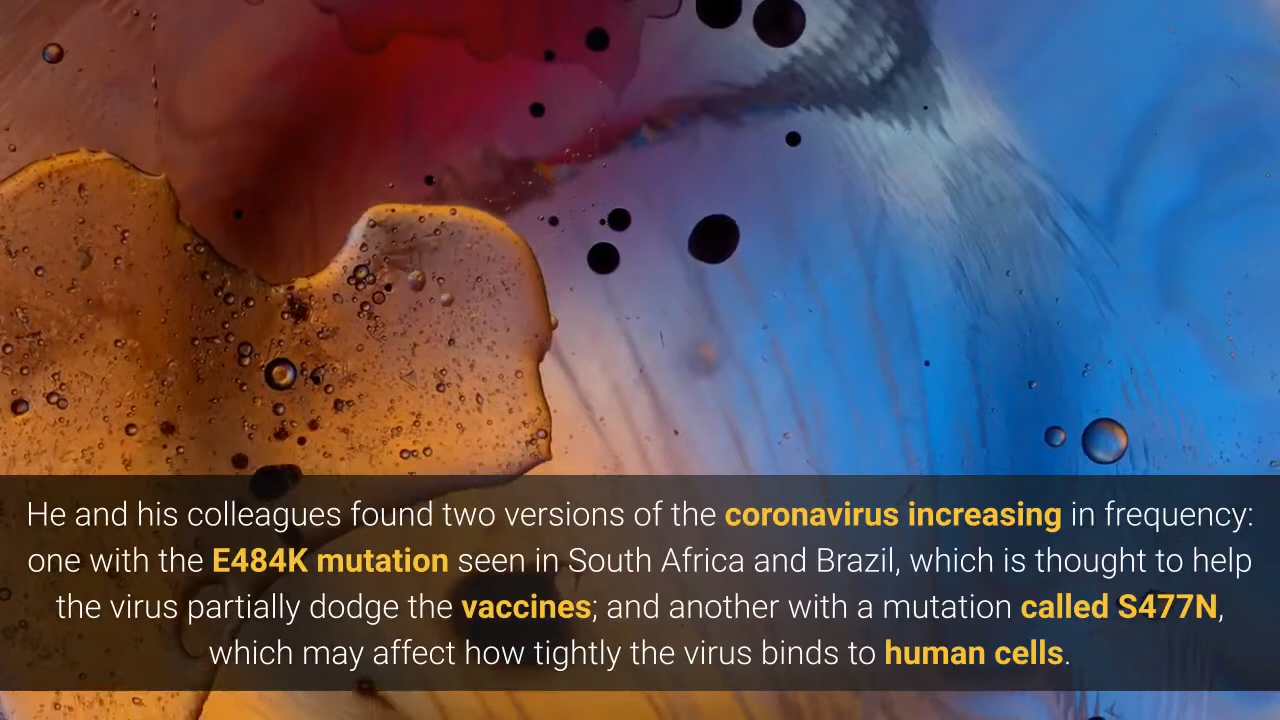 He and his colleagues found two versions of the coronavirus increasing in frequency:
one with the E484K mutation seen in South Africa and Brazil, which is thought to help
the virus partially dodge the vaccines; and another with a mutation called S477N,
which may affect how tightly the virus binds to human cells.